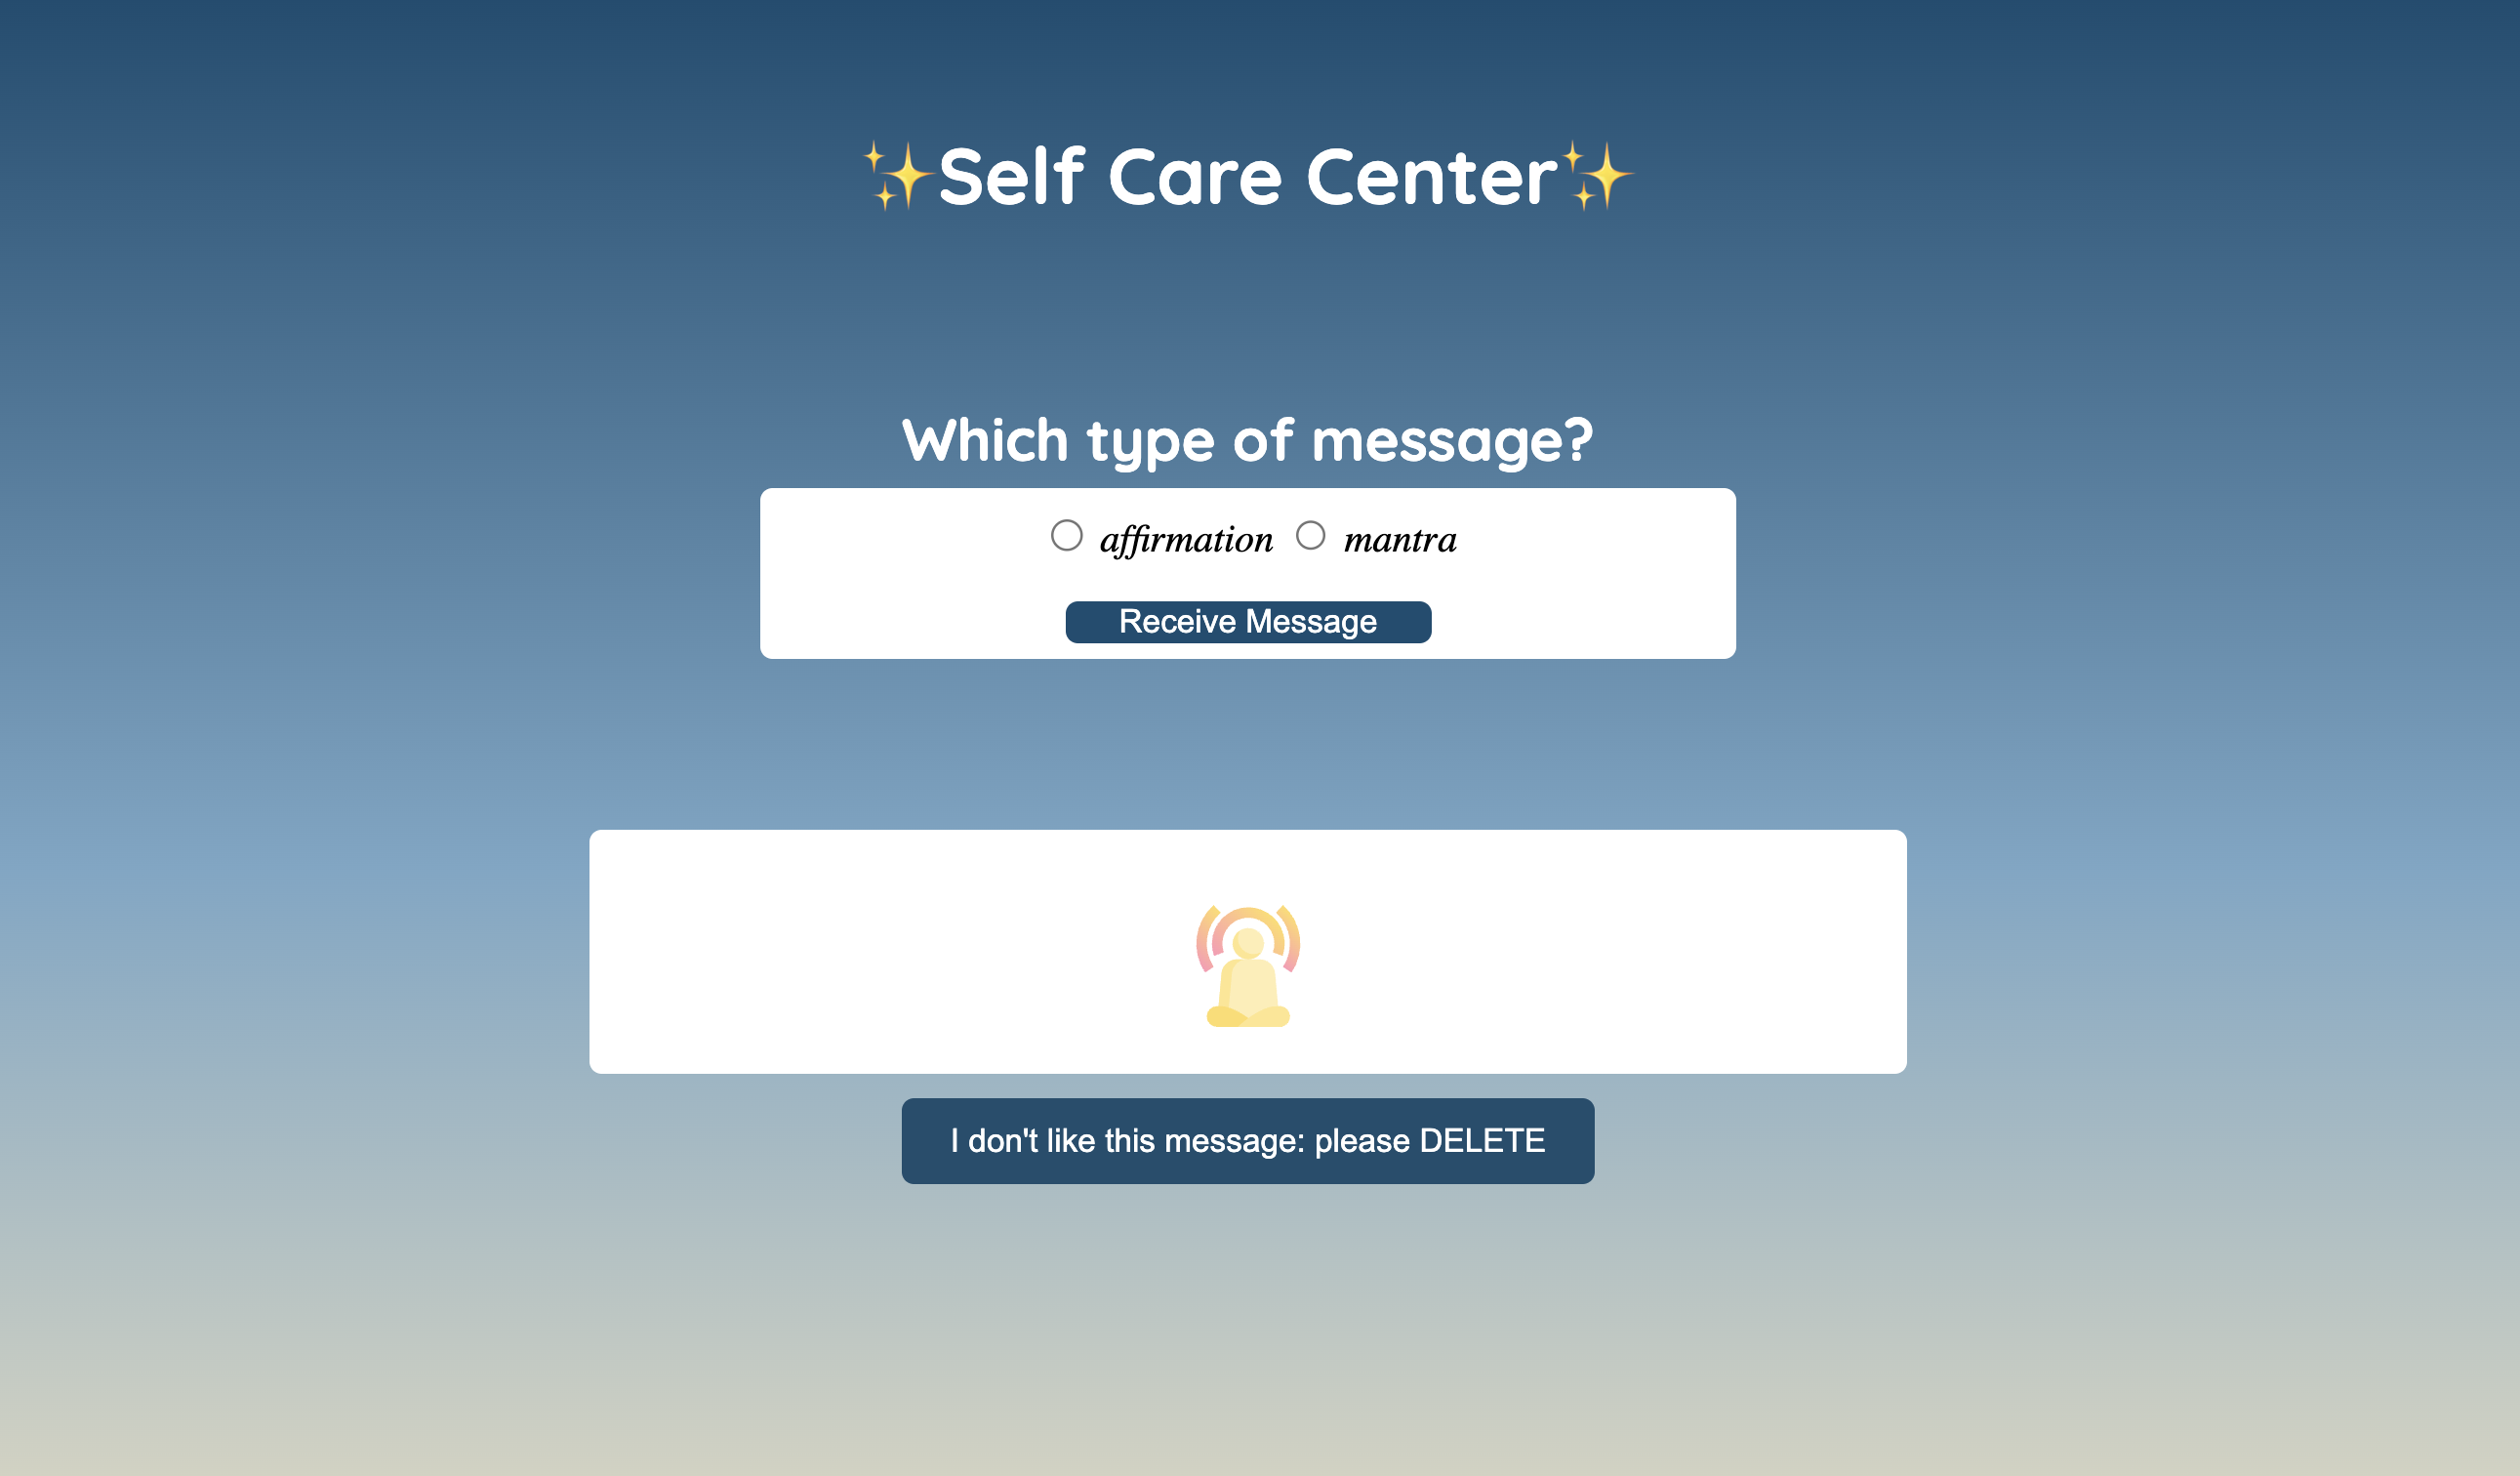 ✨Self Care Center✨
Which type of message?
affirmation mantra
Receive Message
I don't like this message: please DELETE